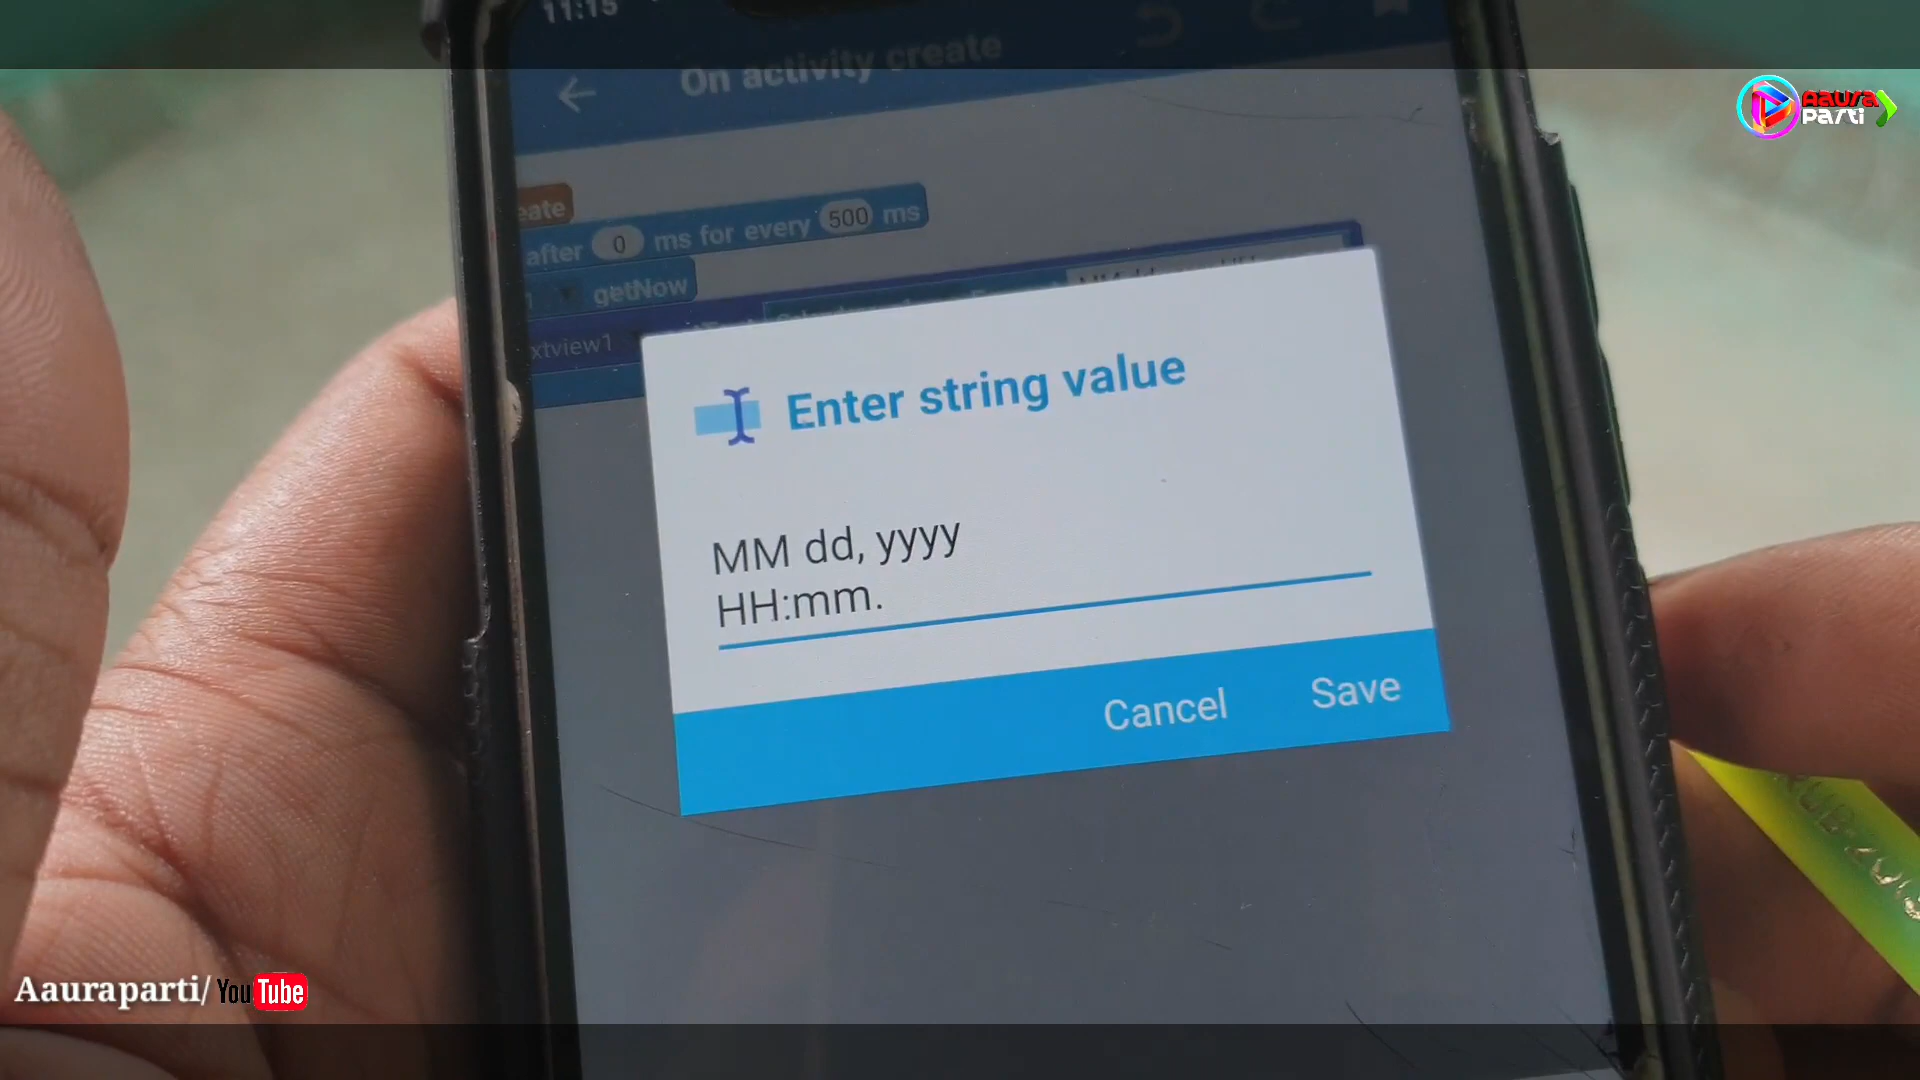 11:15
On activity create
Aaura
Parti
eate
after 0 ms for every 500 ms
getNow
xtview1
Enter string value
MM dd, yyyy
HH:mm.
Cancel Save
Aauraparti/YouTube